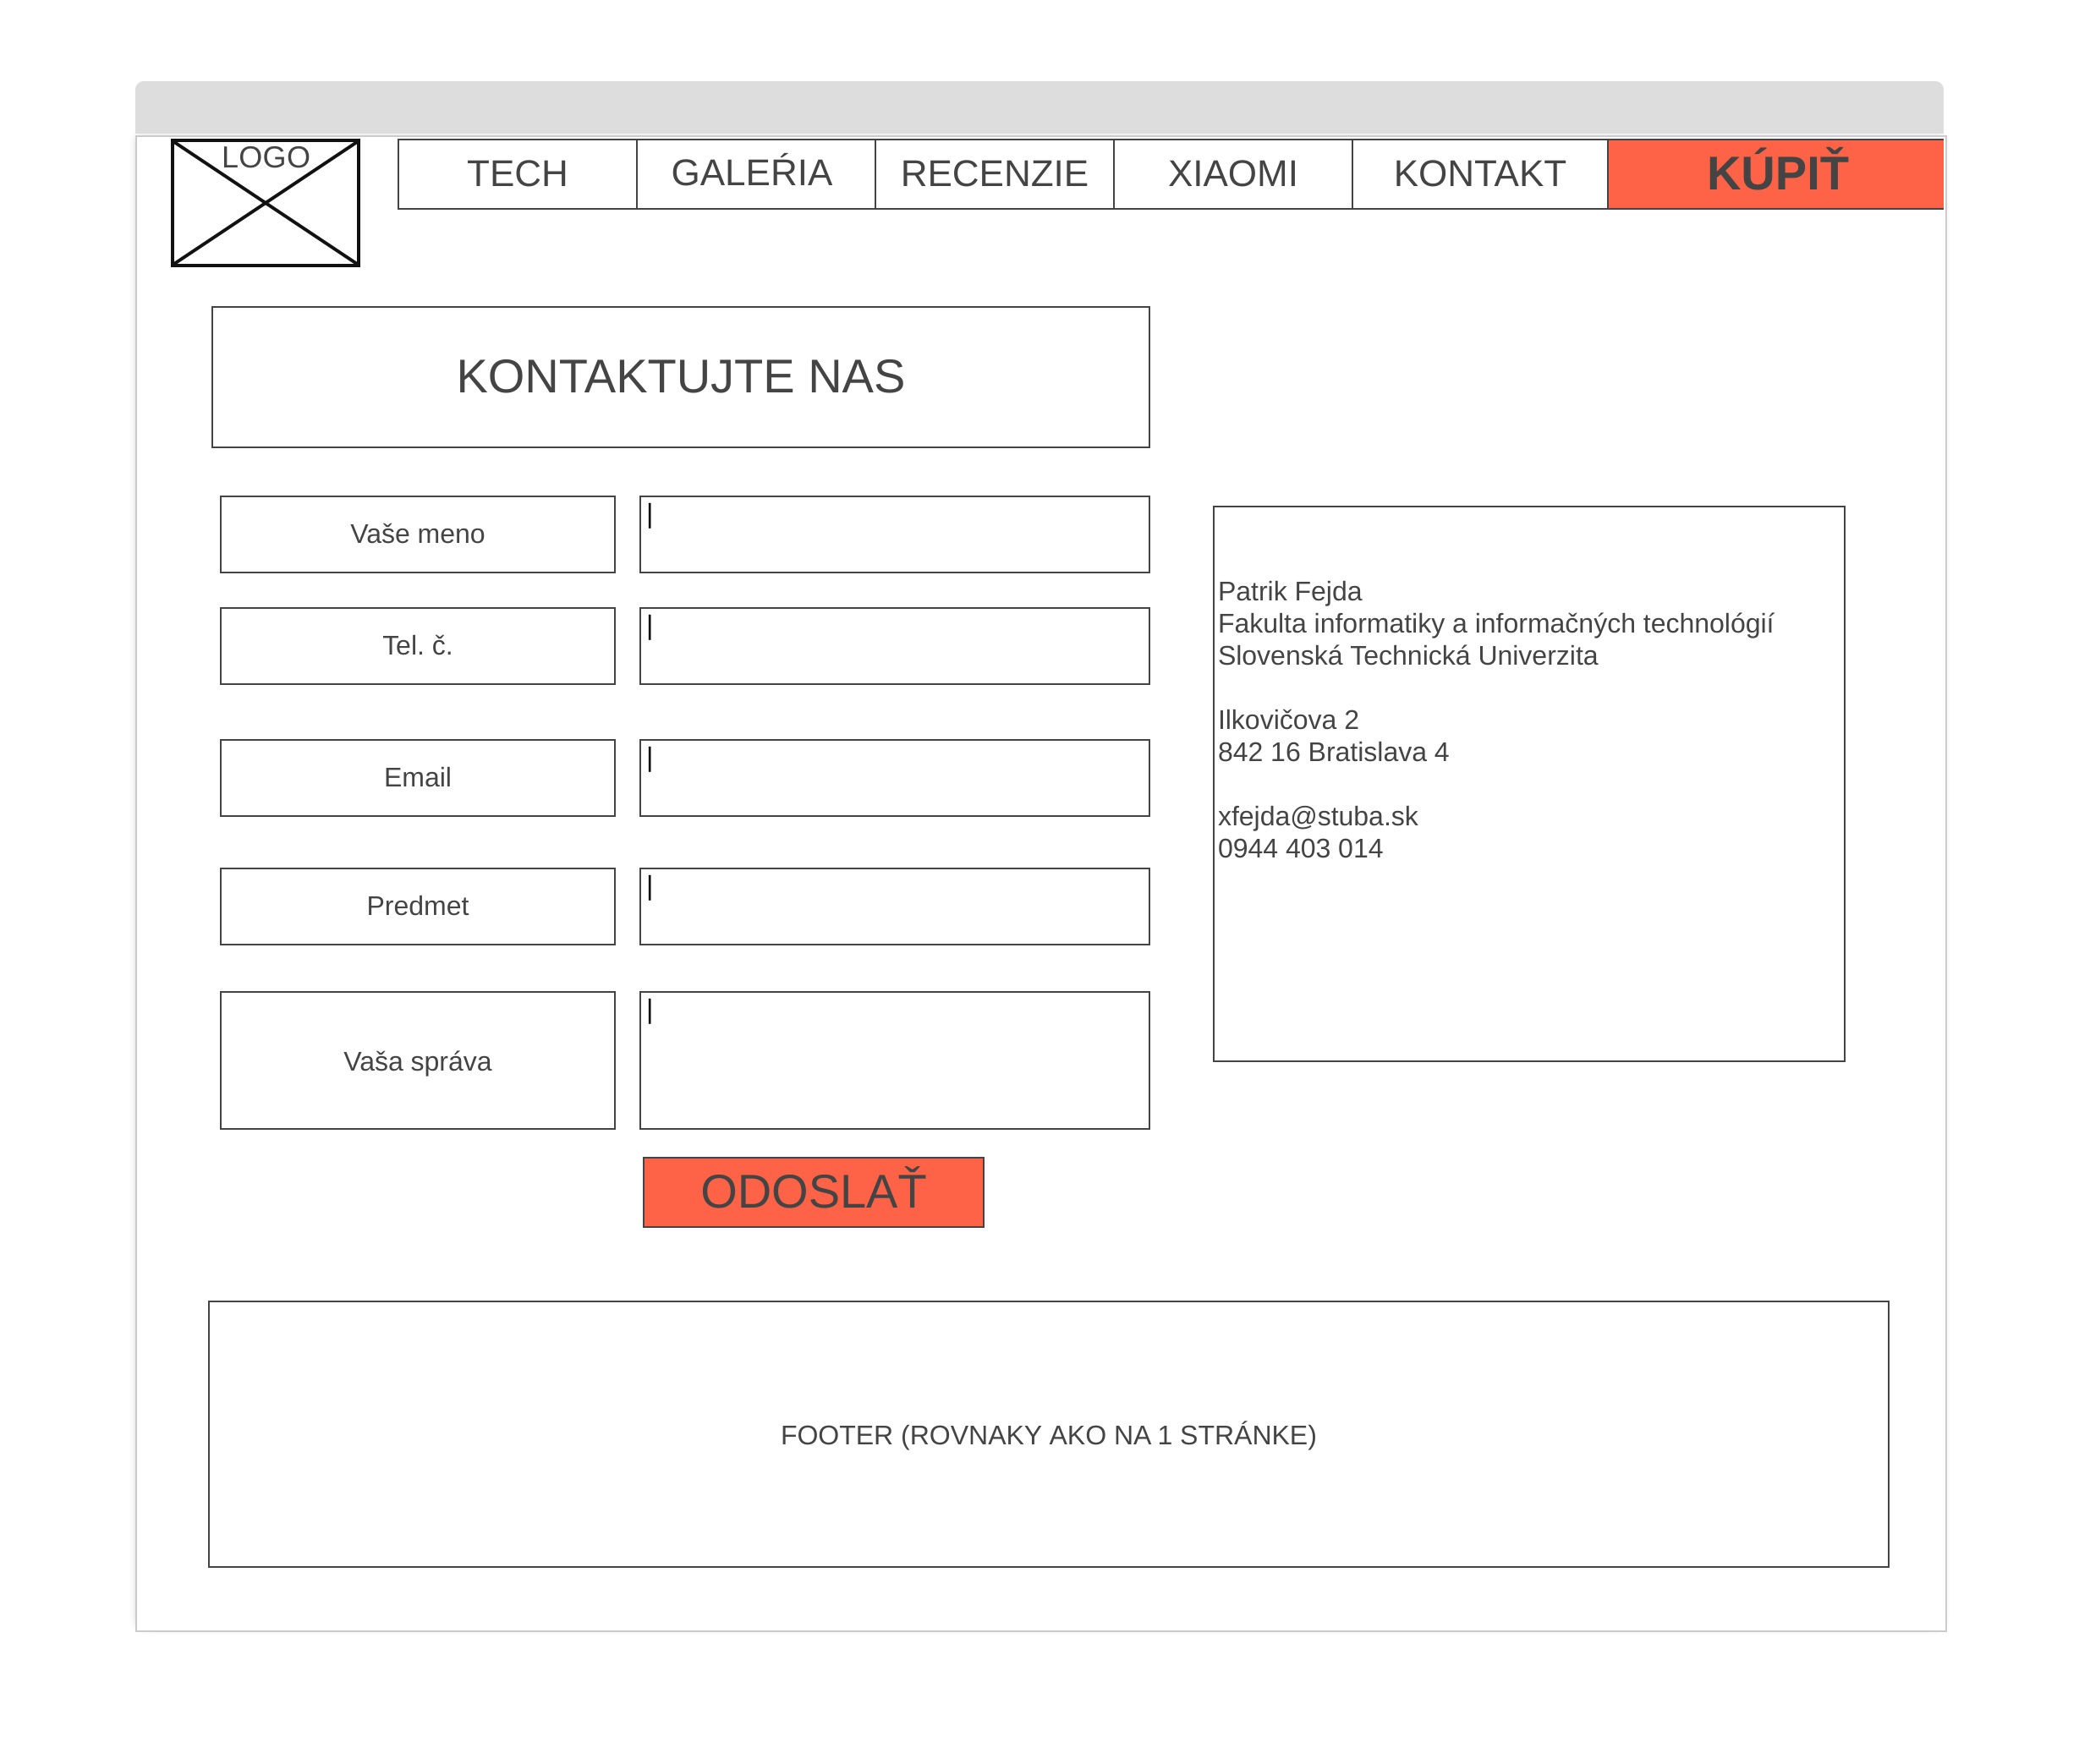 LOGO
TECH
GALEŔIA
RECENZIE
XIAOMI
KONTAKT
KÚPIŤ
KONTAKTUJTE NAS
Vaše meno
Tel. č.
Email
Predmet
Vaša správa
ODOSLAŤ
Patrik Fejda
Fakulta informatiky a informačných technológií
Slovenská Technická Univerzita
Ilkovičova 2
842 16 Bratislava 4
xfejda@stuba.sk
0944 403 014
FOOTER (ROVNAKY AKO NA 1 STRÁNKE)